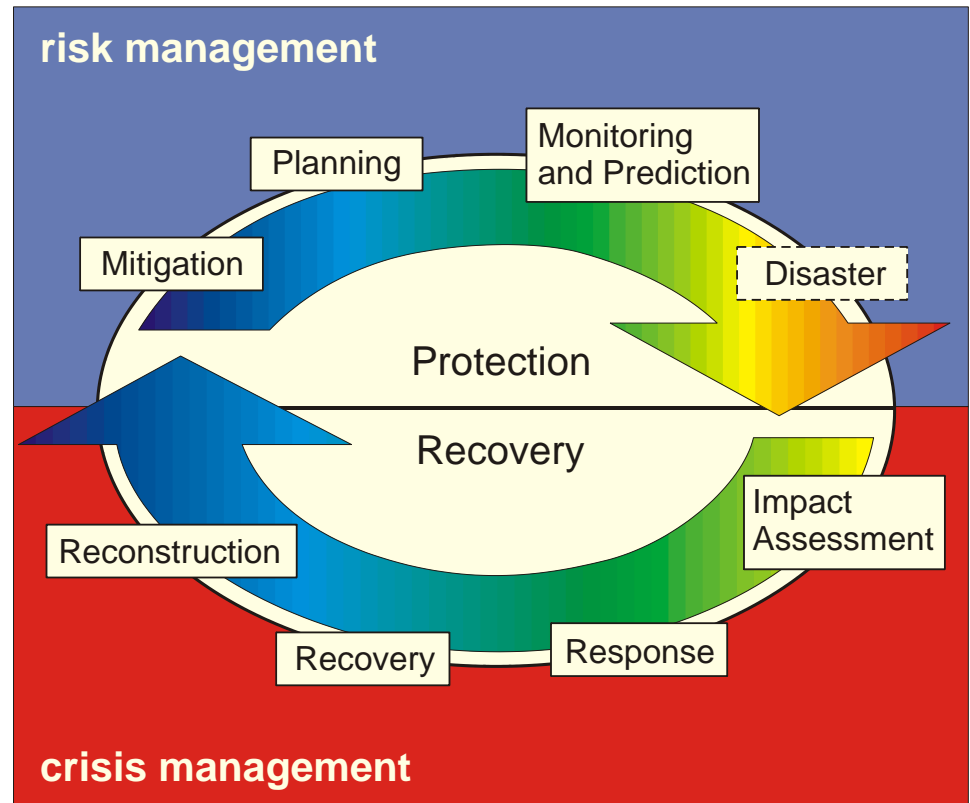 risk management
Planning
Monitoring
and Prediction
Mitigation
Disaster
Protection
Recovery
Impact
Assessment
Reconstruction
Recovery
Response
crisis management